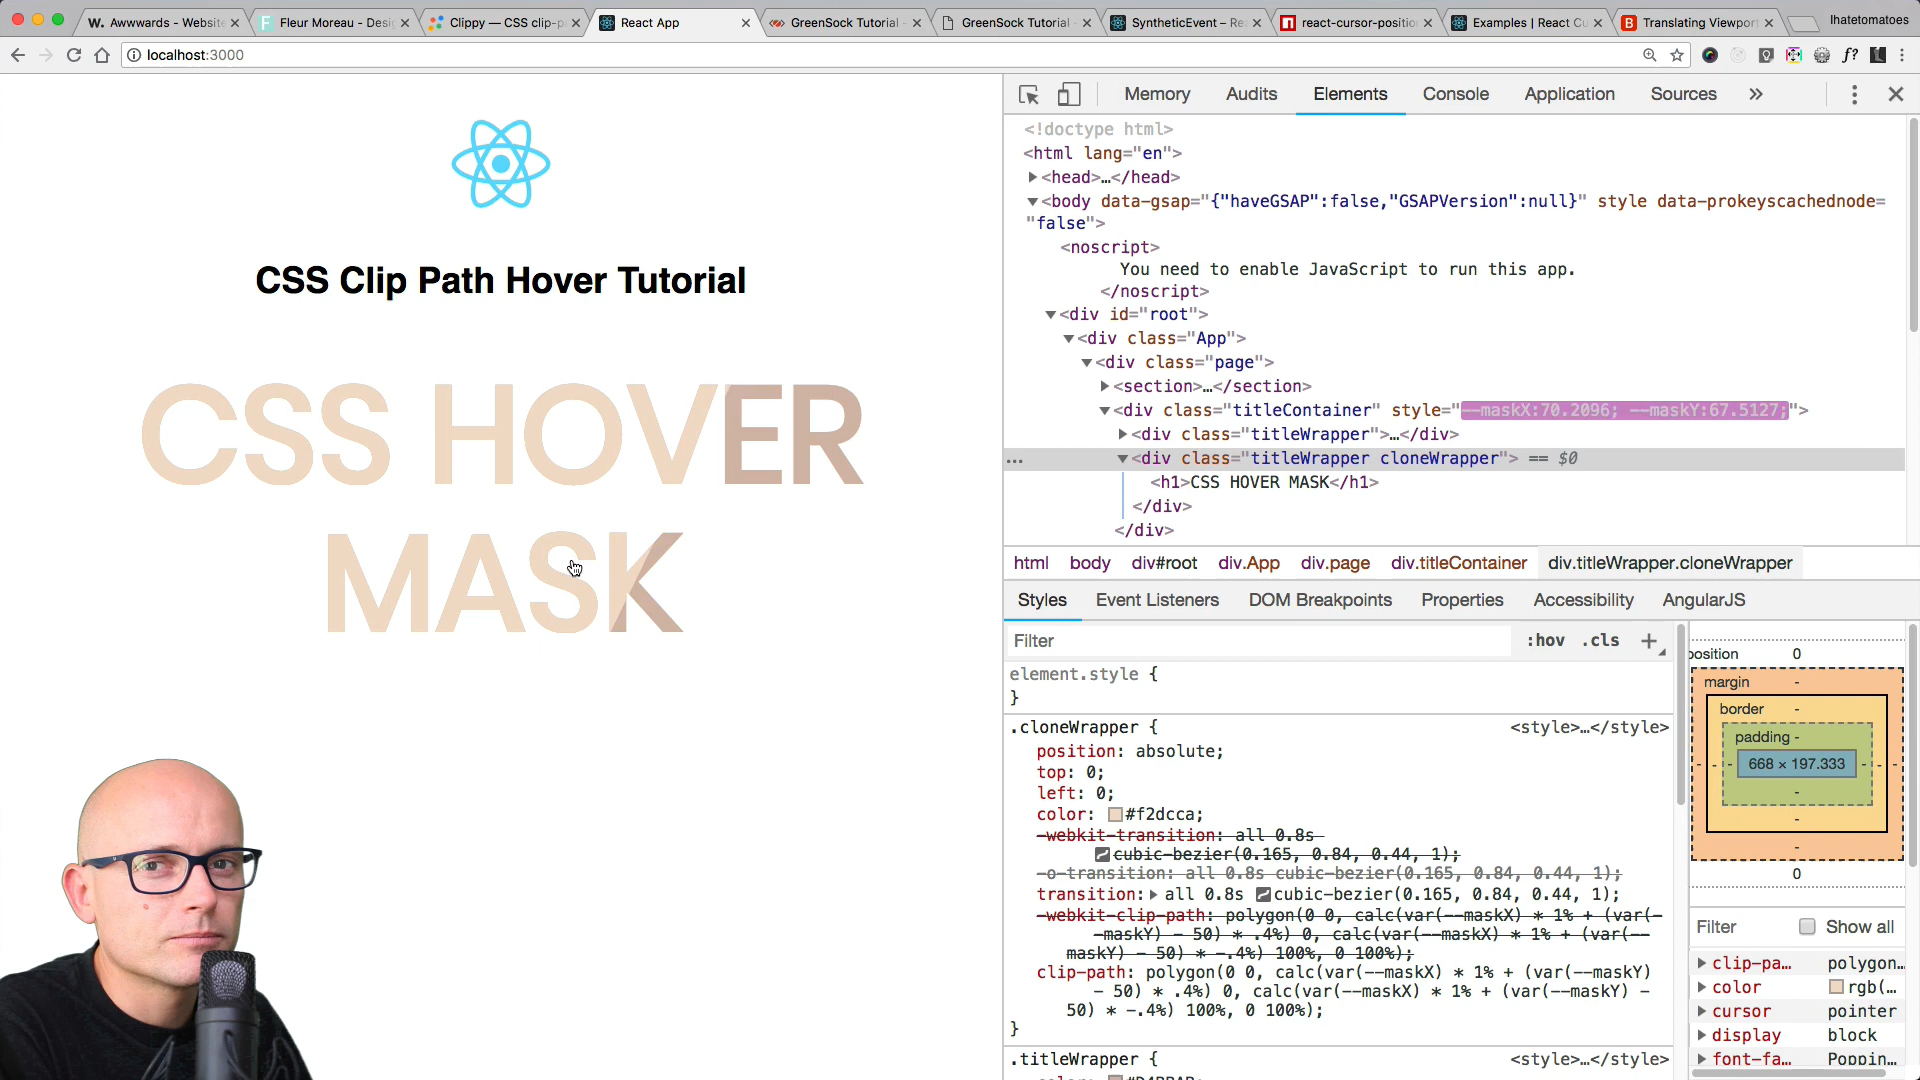 Awwwards - Website
Fleur Moreau - Desig
Clippy — CSS clip-p
React App
GreenSock Tutorial -
GreenSock Tutorial -
SyntheticEvent – Rea
react-cursor-positio
Examples | React Cu
Translating Viewport
Ihatetomatoes
localhost:3000
CSS Clip Path Hover Tutorial
CSS HOVER
MASK
Memory Audits Elements Console Application Sources »
<!doctype html>
<html lang="en">
<head>…</head>
<body data-gsap="{"haveGSAP":false,"GSAPVersion":null}" style data-prokeyscachednode=
"false">
<noscript>
You need to enable JavaScript to run this app.
</noscript>
<div id="root">
<div class="App">
<div class="page">
<section>…</section>
<div class="titleContainer" style="--maskX:70.2096; --maskY:67.5127;">
<div class="titleWrapper">…</div>
… <div class="titleWrapper cloneWrapper"> == $0
<h1>CSS HOVER MASK</h1>
</div>
</div>
html body div#root div.App div.page div.titleContainer div.titleWrapper.cloneWrapper
Styles Event Listeners DOM Breakpoints Properties Accessibility AngularJS
Filter :hov .cls +
element.style {
}
.cloneWrapper { <style>…</style>
position: absolute;
top: 0;
left: 0;
color: #f2dcca;
-webkit-transition: all 0.8s
cubic-bezier(0.165, 0.84, 0.44, 1);
-o-transition: all 0.8s cubic-bezier(0.165, 0.84, 0.44, 1);
transition: all 0.8s cubic-bezier(0.165, 0.84, 0.44, 1);
-webkit-clip-path: polygon(0 0, calc(var(--maskX) * 1% + (var(-
-maskY) - 50) * .4%) 0, calc(var(--maskX) * 1% + (var(--
maskY) - 50) * -.4%) 100%, 0 100%);
clip-path: polygon(0 0, calc(var(--maskX) * 1% + (var(--maskY)
- 50) * .4%) 0, calc(var(--maskX) * 1% + (var(--maskY) -
50) * -.4%) 100%, 0 100%);
}
.titleWrapper { <style>…</style>
position 0
margin -
border -
padding -
- - - 668 × 197.333 - - -
-
-
-
0
Filter Show all
clip-pa… polygon…
color rgb(…
cursor pointer
display block
font-fa… Poppin…